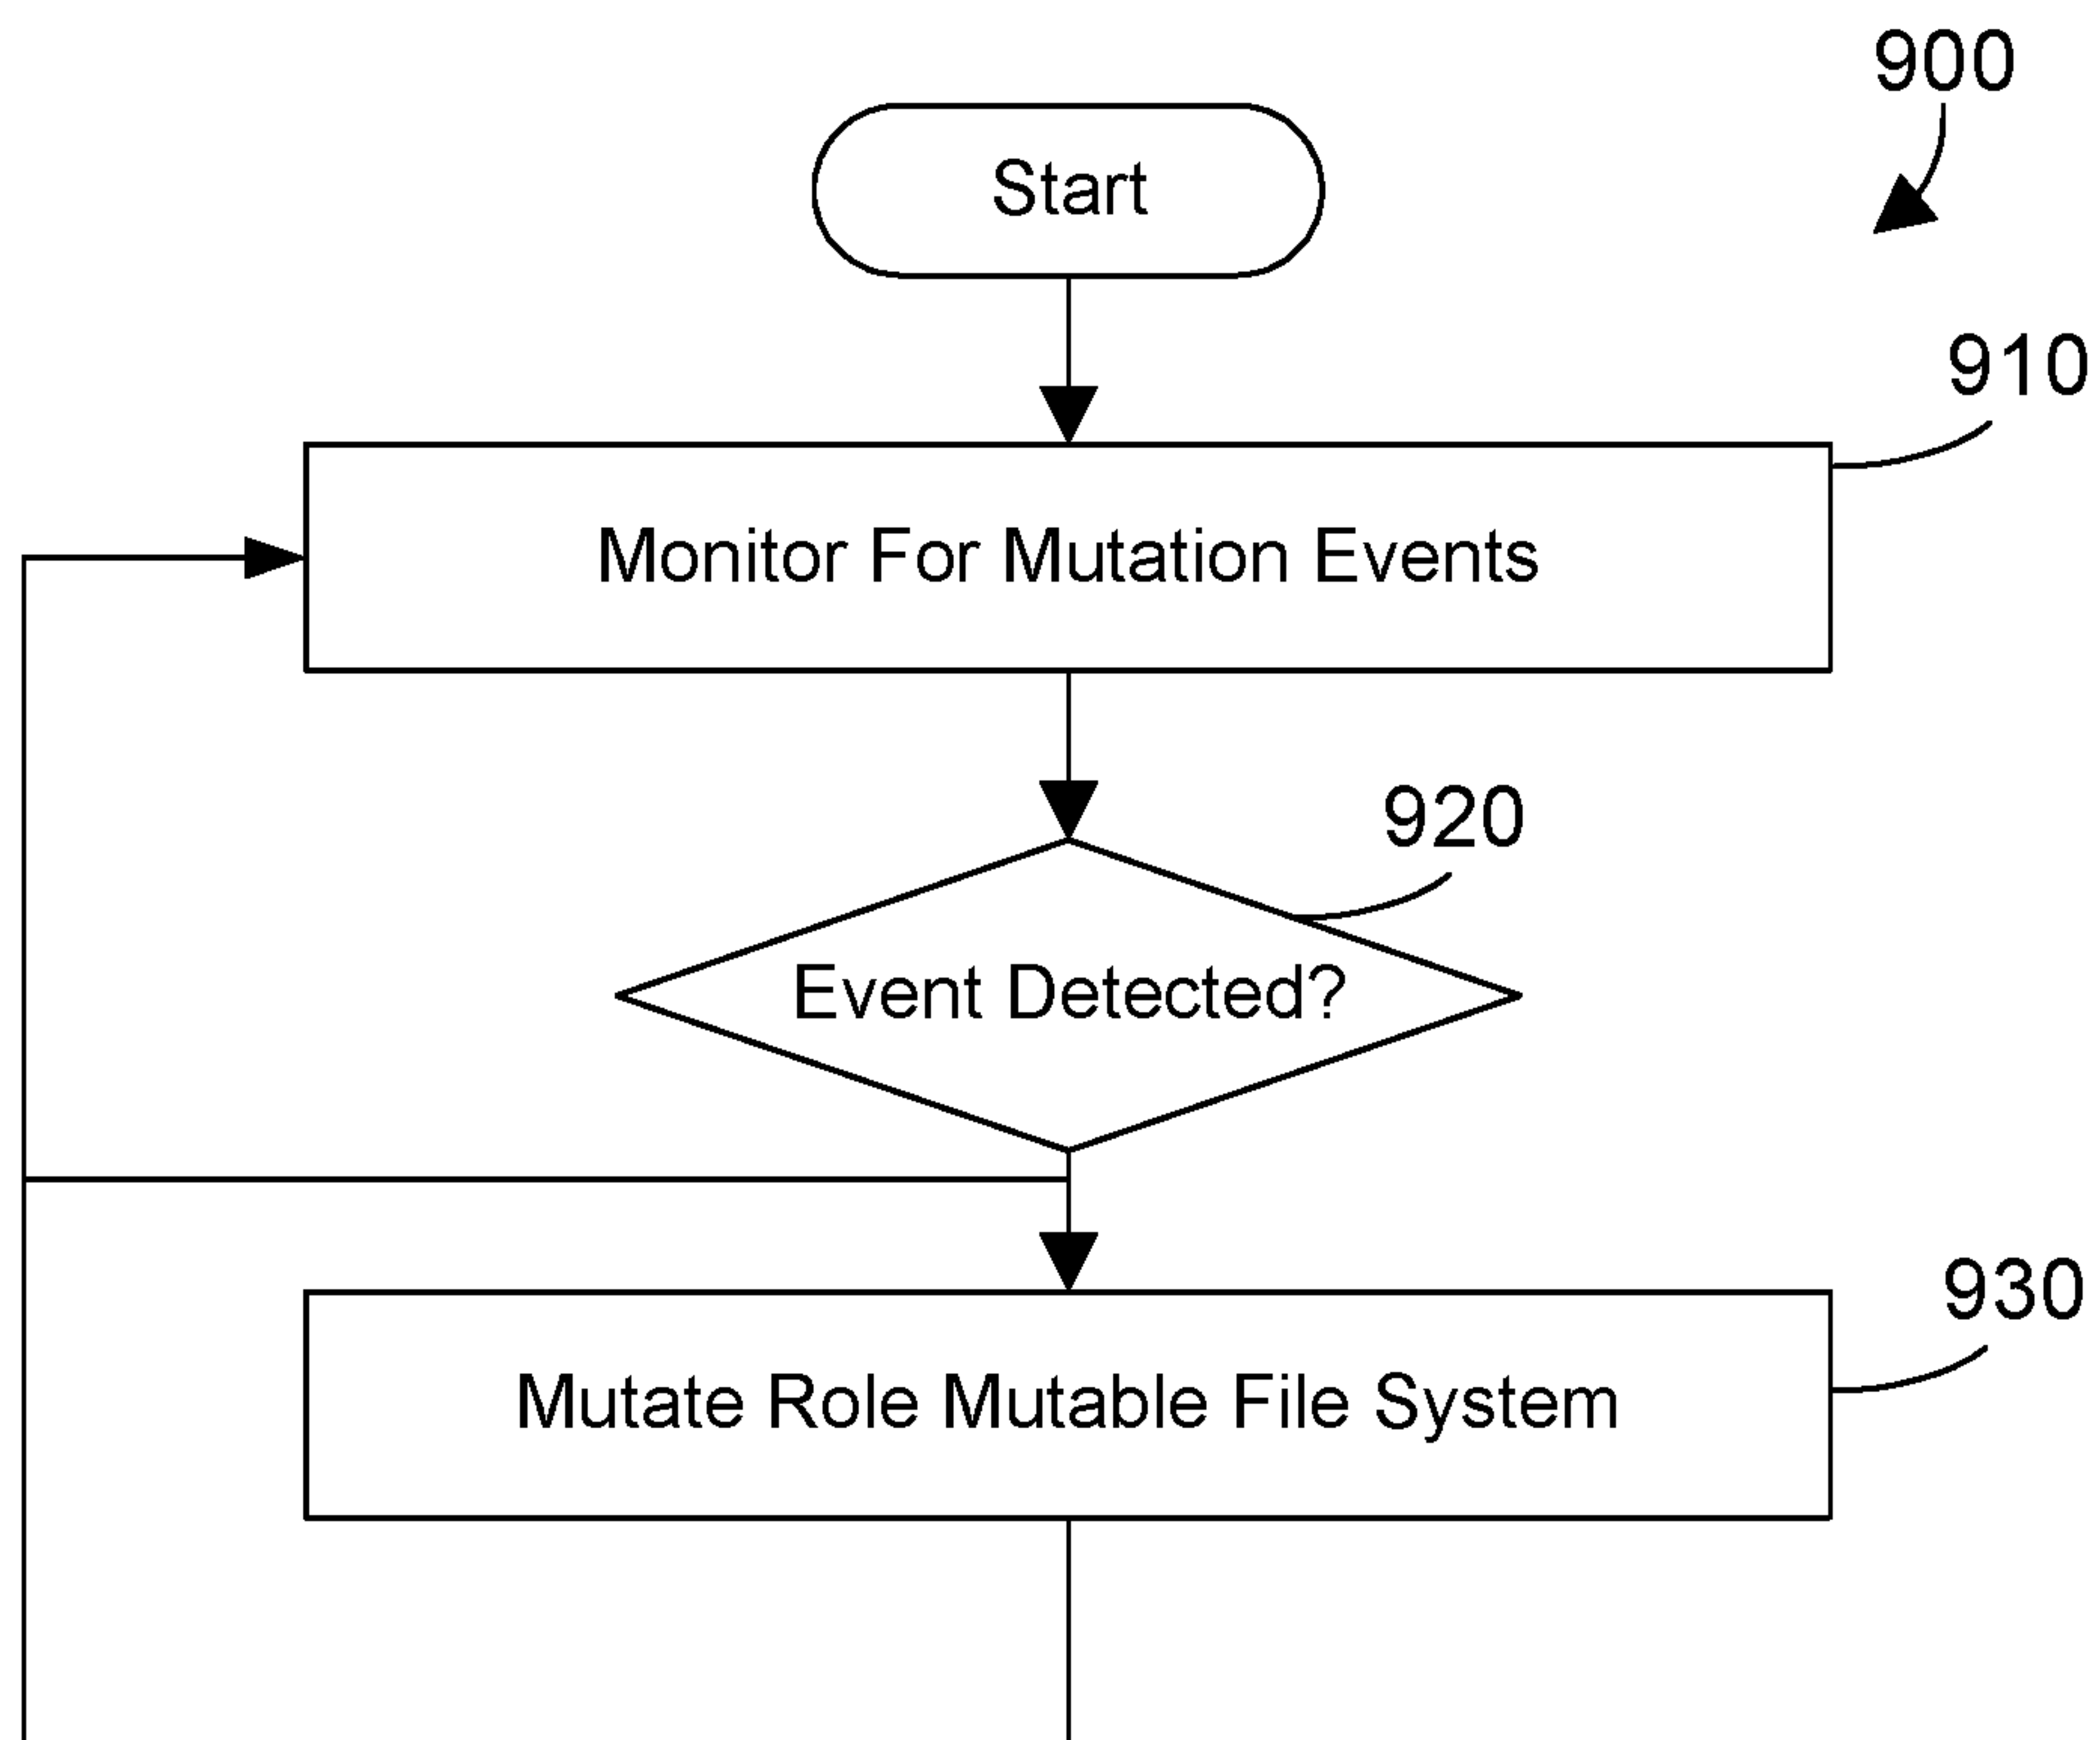 900
Start
910
Monitor For Mutation Events
920
Event Detected?
930
Mutate Role Mutable File System